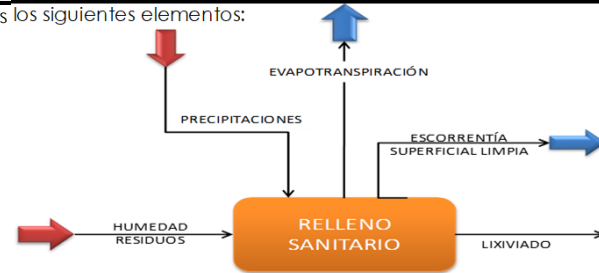 s los siguientes elementos:
EVAPOTRANSPIRACIÓN
PRECIPITACIONES
ESCORRENTÍA
SUPERFICIAL LIMPIA
HUMEDAD
RESIDUOS
RELLENO
SANITARIO
LIXIVIADO